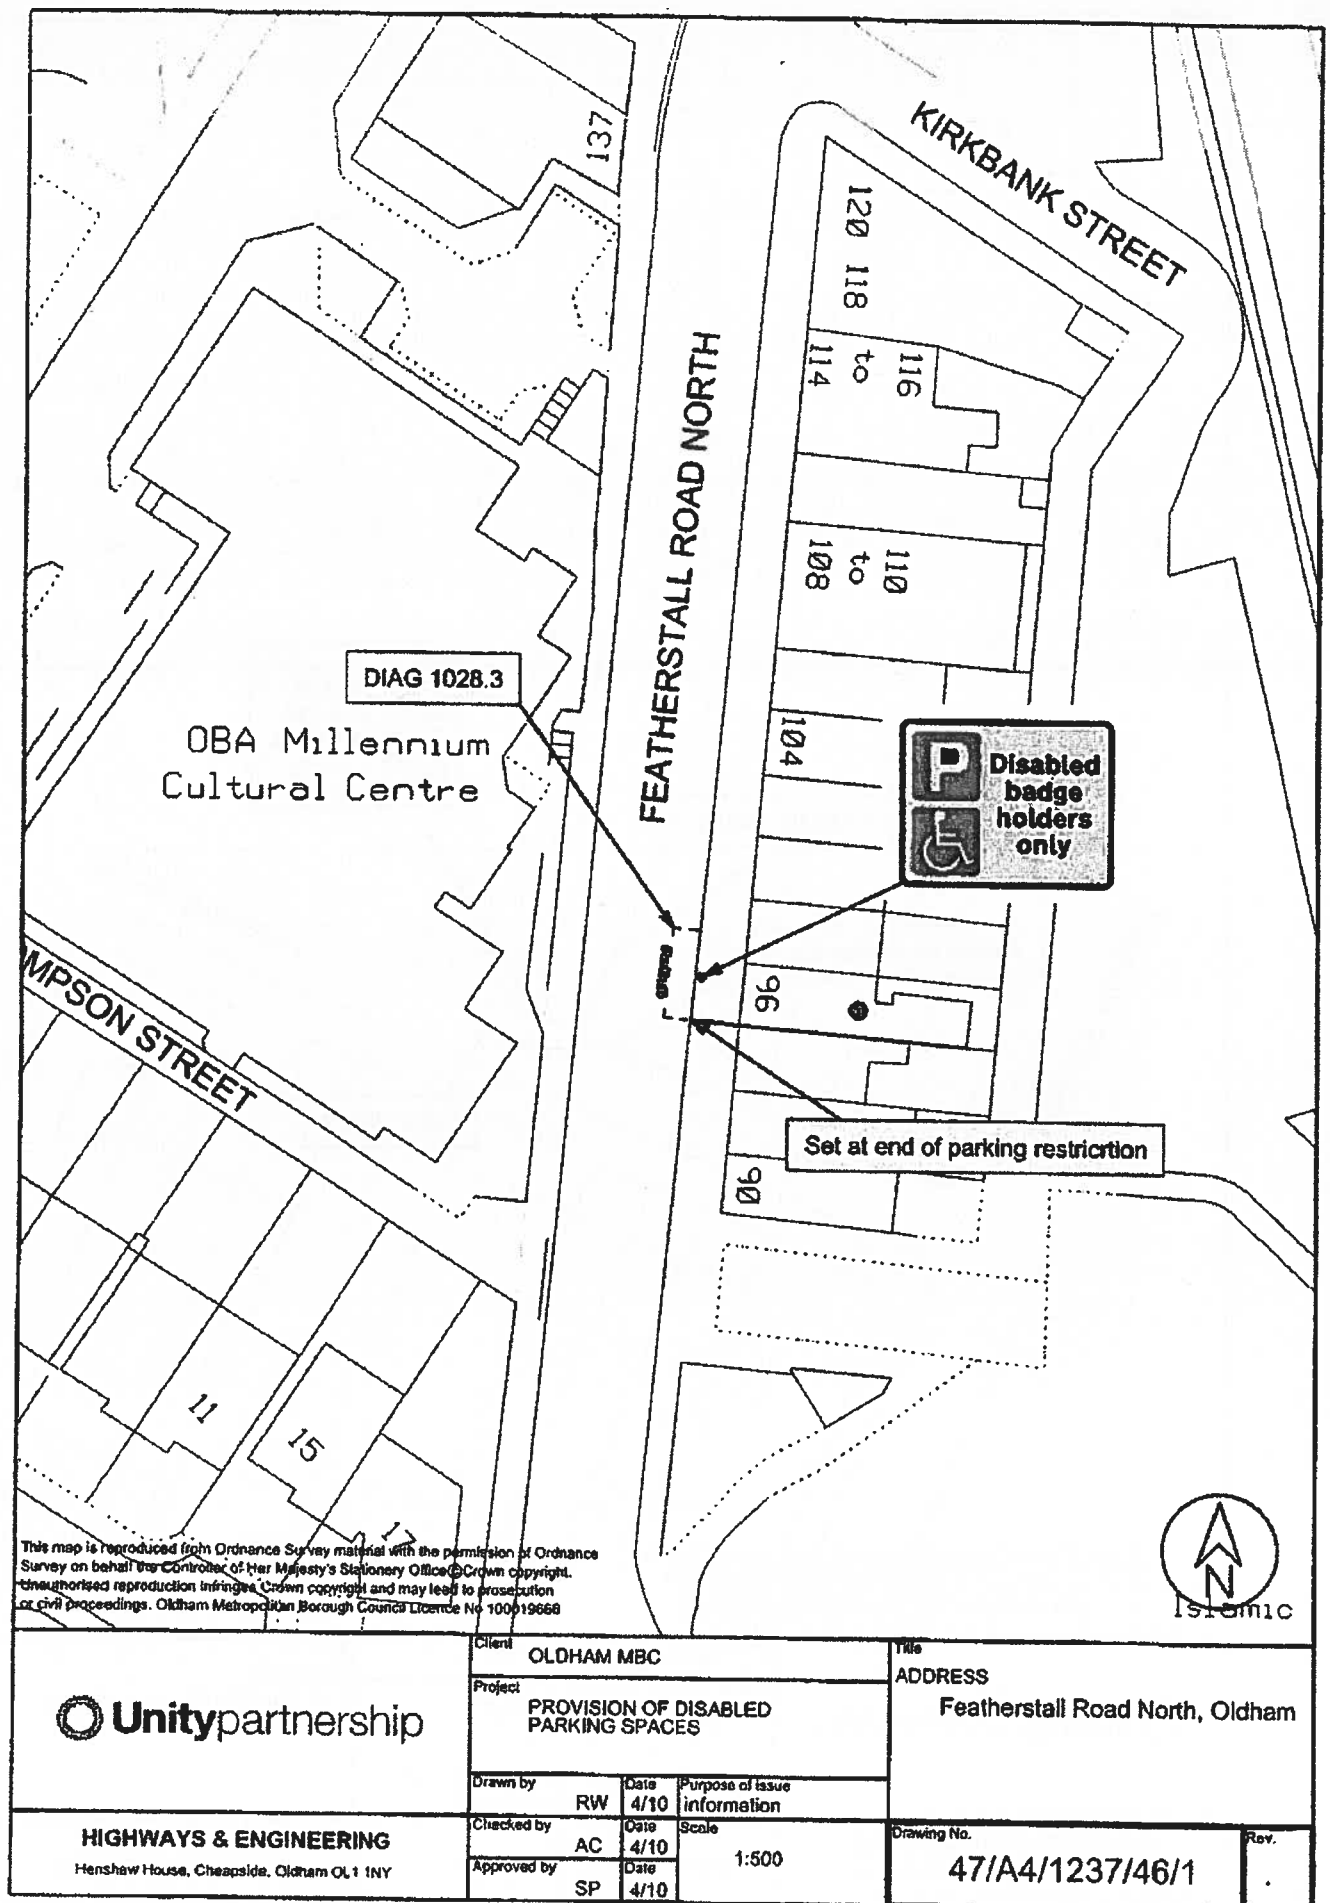 KIRKBANK STREET
137
120 118
116
to
114
FEATHERSTALL ROAD NORTH
110
to
108
DIAG 1028.3
OBA Millennium
Cultural Centre
104
P
Disabled
badge
holders
only
96
MPSON STREET
Set at end of parking restricrtion
90
11
15
17
This map is reproduced from Ordnance Survey material with the permission of Ordnance
Survey on behalf the Controller of Her Majesty's Stationery Office © Crown copyright.
Unauthorised reproduction infringes Crown copyright and may lead to prosecution
or civil proceedings. Oldham Metropolitan Borough Council Licence No 100019668
N
Islamic
Unitypartnership
HIGHWAYS & ENGINEERING
Henshaw House, Cheapside, Oldham OL1 1NY
Client
OLDHAM MBC
Project
PROVISION OF DISABLED
PARKING SPACES
Drawn by
RW
Date
4/10
Purpose of issue
information
Checked by
AC
Date
4/10
Scale
1:500
Approved by
SP
Date
4/10
Title
ADDRESS
Featherstall Road North, Oldham
Drawing No.
47/A4/1237/46/1
Rev.
.